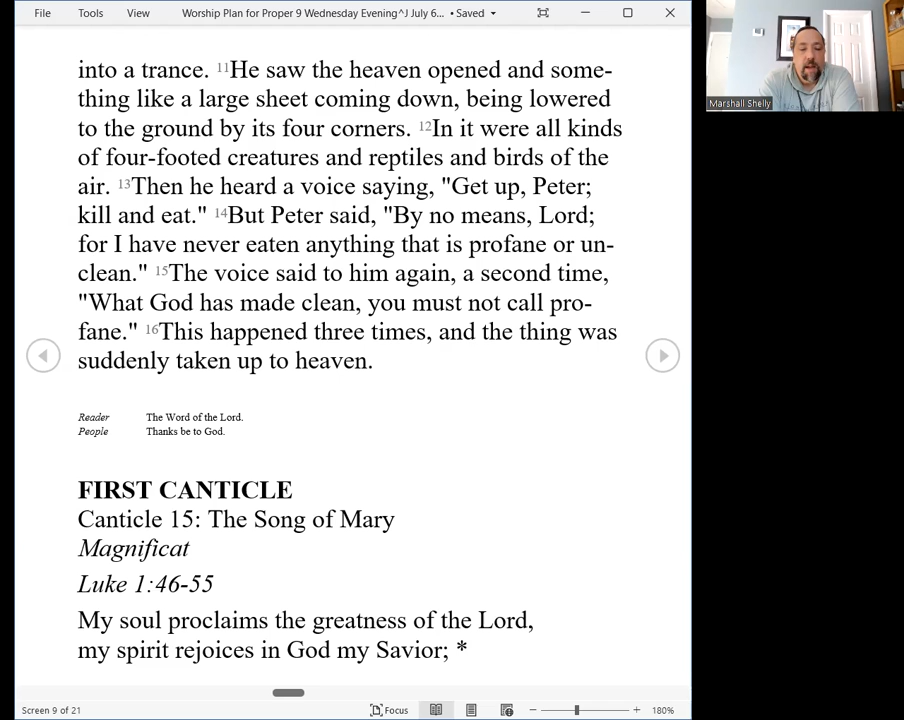 File Tools View Worship Plan for Proper 9 Wednesday Evening^J July 6... • Saved
into a trance. 11He saw the heaven opened and some-
thing like a large sheet coming down, being lowered
to the ground by its four corners. 12In it were all kinds
of four-footed creatures and reptiles and birds of the
air. 13Then he heard a voice saying, "Get up, Peter;
kill and eat." 14But Peter said, "By no means, Lord;
for I have never eaten anything that is profane or un-
clean." 15The voice said to him again, a second time,
"What God has made clean, you must not call pro-
fane." 16This happened three times, and the thing was
suddenly taken up to heaven.
Reader The Word of the Lord.
People Thanks be to God.
FIRST CANTICLE
Canticle 15: The Song of Mary
Magnificat
Luke 1:46-55
My soul proclaims the greatness of the Lord,
my spirit rejoices in God my Savior; *
Screen 9 of 21 Focus 180%
Marshall Shelly